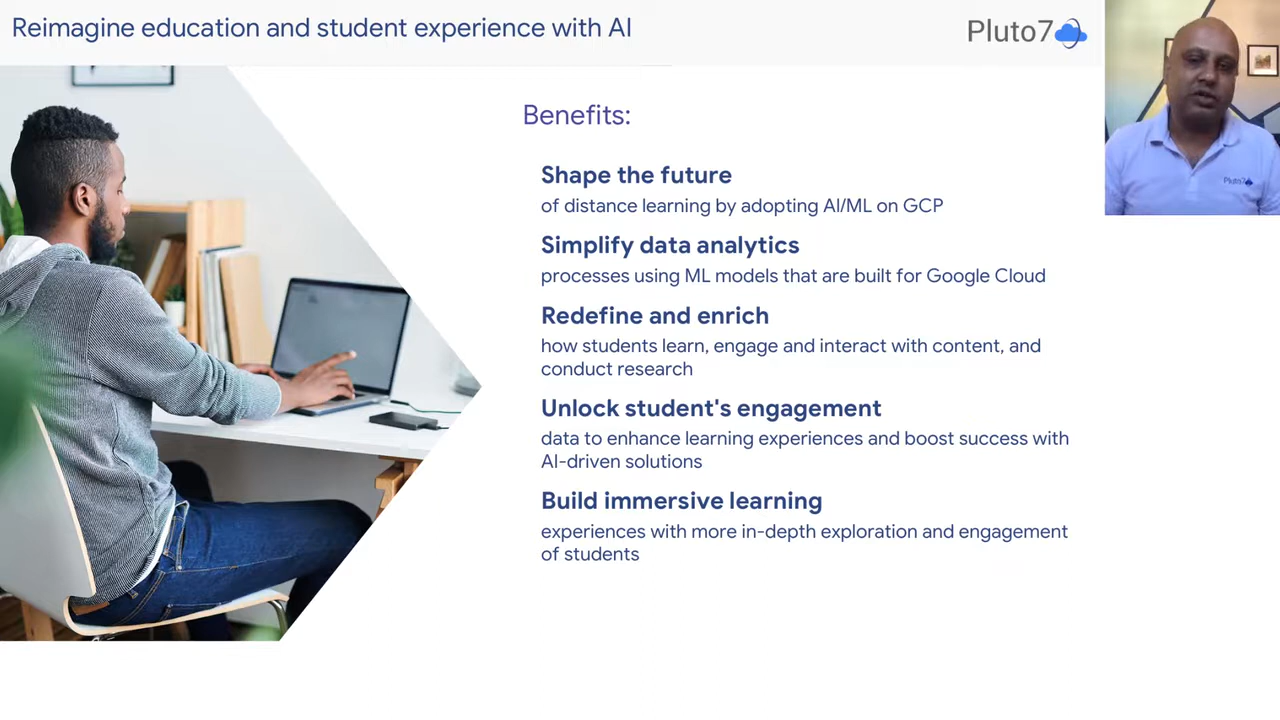 Reimagine education and student experience with AI
Pluto7
Benefits:
Shape the future
of distance learning by adopting AI/ML on GCP
Simplify data analytics
processes using ML models that are built for Google Cloud
Redefine and enrich
how students learn, engage and interact with content, and
conduct research
Unlock student's engagement
data to enhance learning experiences and boost success with
AI-driven solutions
Build immersive learning
experiences with more in-depth exploration and engagement
of students
Pluto7